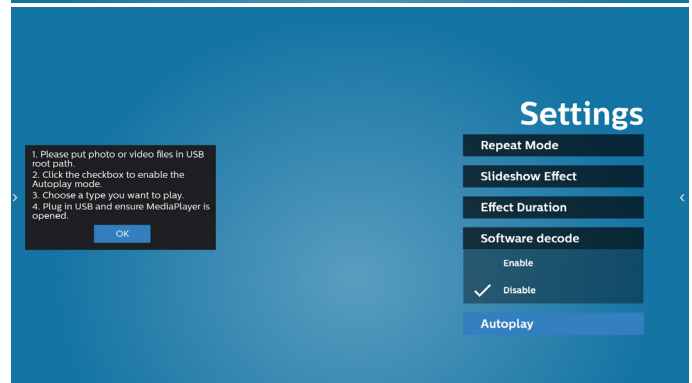 Settings
1. Please put photo or video files in USB
root path.
2. Click the checkbox to enable the
Autoplay mode.
3. Choose a type you want to play.
4. Plug in USB and ensure MediaPlayer is
opened.
OK
Repeat Mode
Slideshow Effect
Effect Duration
Software decode
Enable
Disable
Autoplay